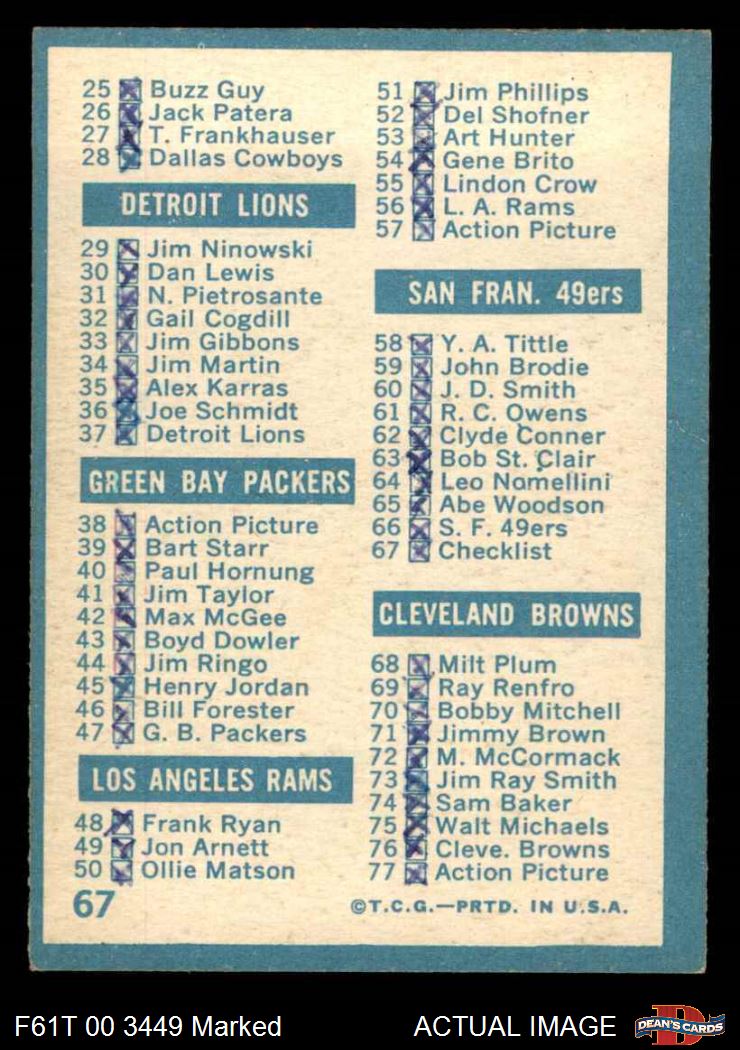 25 Buzz Guy
26 Jack Patera
27 T. Frankhauser
28 Dallas Cowboys
DETROIT LIONS
29 Jim Ninowski
30 Dan Lewis
31 N. Pietrosante
32 Gail Cogdill
33 Jim Gibbons
34 Jim Martin
35 Alex Karras
36 Joe Schmidt
37 Detroit Lions
GREEN BAY PACKERS
38 Action Picture
39 Bart Starr
40 Paul Hornung
41 Jim Taylor
42 Max McGee
43 Boyd Dowler
44 Jim Ringo
45 Henry Jordan
46 Bill Forester
47 G. B. Packers
LOS ANGELES RAMS
48 Frank Ryan
49 Jon Arnett
50 Ollie Matson
67
51 Jim Phillips
52 Del Shofner
53 Art Hunter
54 Gene Brito
55 Lindon Crow
56 L. A. Rams
57 Action Picture
SAN FRAN. 49ers
58 Y. A. Tittle
59 John Brodie
60 J. D. Smith
61 R. C. Owens
62 Clyde Conner
63 Bob St. Clair
64 Leo Nomellini
65 Abe Woodson
66 S. F. 49ers
67 Checklist
CLEVELAND BROWNS
68 Milt Plum
69 Ray Renfro
70 Bobby Mitchell
71 Jimmy Brown
72 M. McCormack
73 Jim Ray Smith
74 Sam Baker
75 Walt Michaels
76 Cleve. Browns
77 Action Picture
©T.C.G.—PRTD. IN U.S.A.
F61T 00 3449 Marked
ACTUAL IMAGE
DEAN'S CARDS